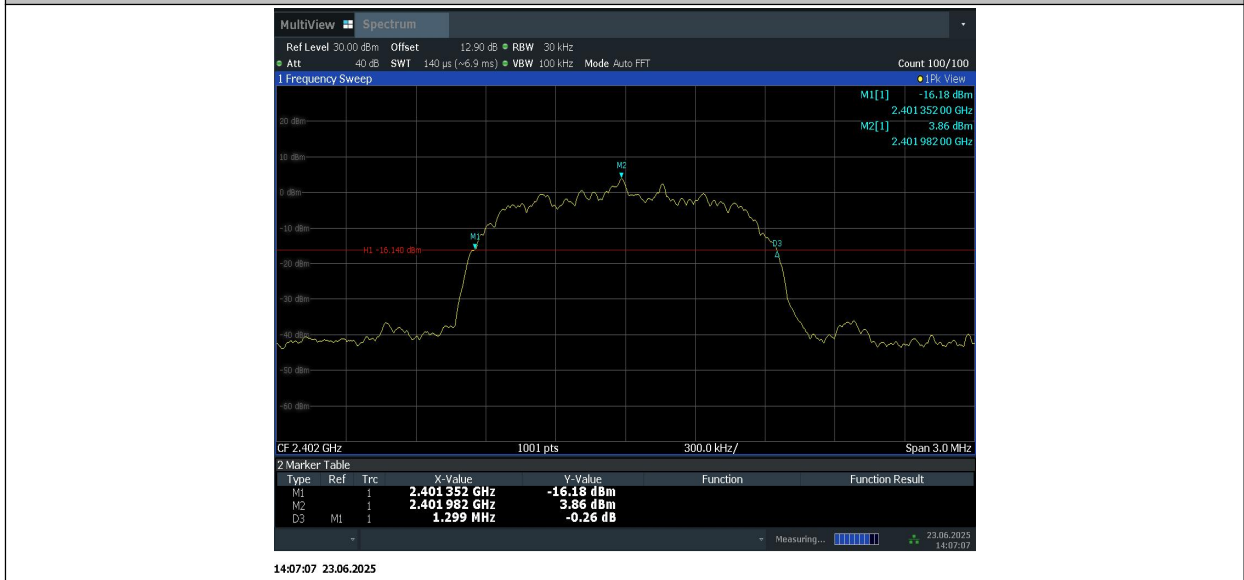 MultiView Spectrum
Ref Level 30.00 dBm Offset 12.90 dB RBW 30 kHz
Att 40 dB SWT 140 µs (~6.9 ms) VBW 100 kHz Mode Auto FFT Count 100/100
1 Frequency Sweep 1Pk View
M1[1] -16.18 dBm
2.401 352 00 GHz
20 dBm
M2[1] 3.86 dBm
2.401 982 00 GHz
10 dBm
M2
0 dBm
-10 dBm
M1
D3
H1 -16.140 dBm
-20 dBm
-30 dBm
-40 dBm
-50 dBm
-60 dBm
CF 2.402 GHz 1001 pts 300.0 kHz/ Span 3.0 MHz
2 Marker Table
Type Ref Trc X-Value Y-Value Function Function Result
M1 1 2.401 352 GHz -16.18 dBm
M2 1 2.401 982 GHz 3.86 dBm
D3 M1 1 1.299 MHz -0.26 dB
Measuring... 23.06.2025
14:07:07
14:07:07 23.06.2025